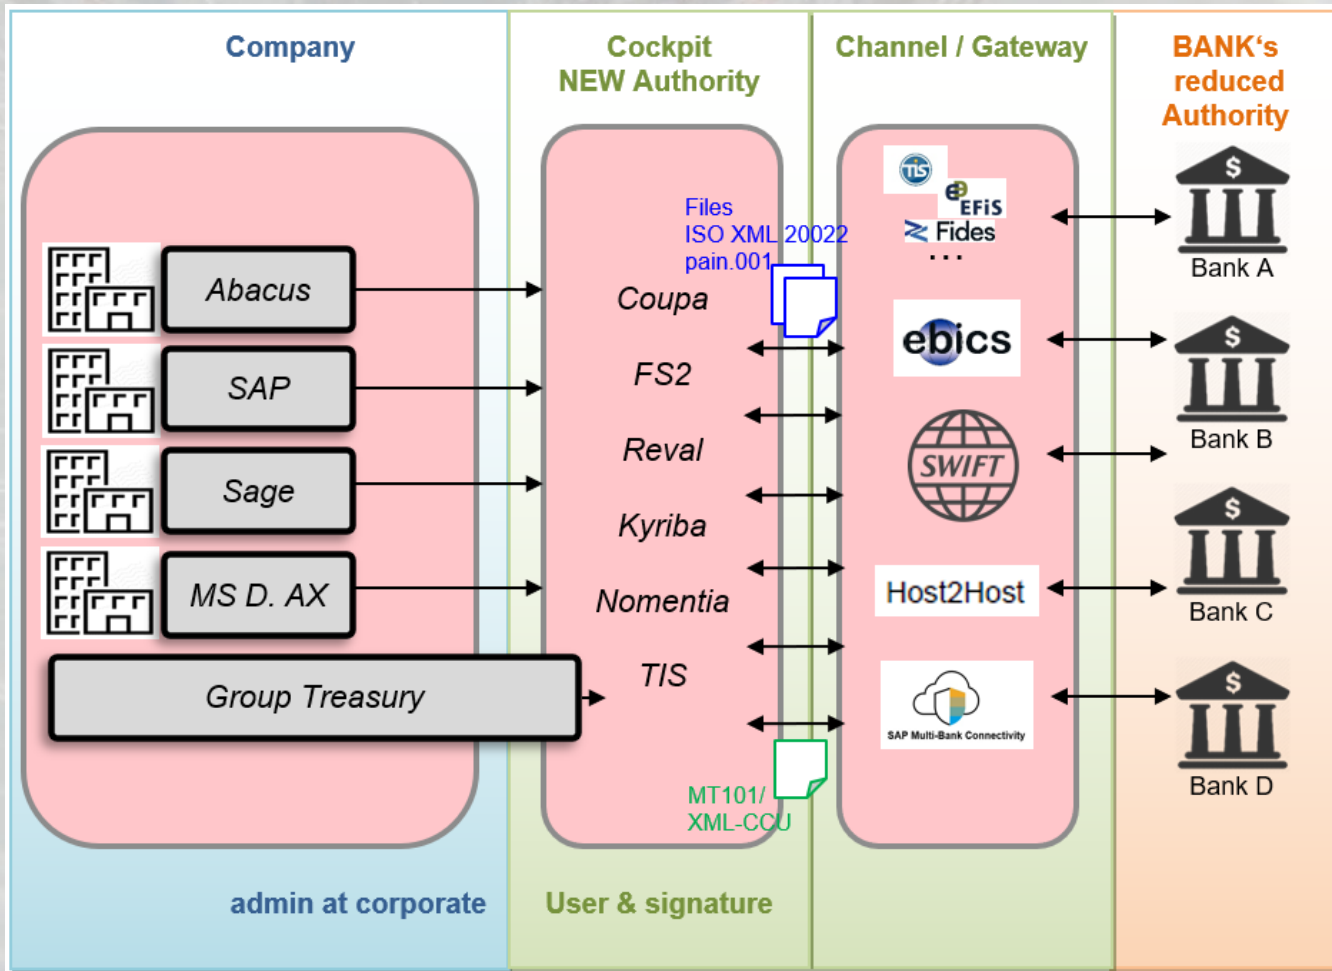 Company
Cockpit
NEW Authority
Channel / Gateway
BANK‘s
reduced
Authority
Abacus
SAP
Sage
MS D. AX
Group Treasury
Files
ISO XML 20022
pain.001
Coupa
FS2
Reval
Kyriba
Nomentia
TIS
MT101/
XML-CCU
TIS
EFiS
Fides
...
ebics
SWIFT
Host2Host
SAP Multi-Bank Connectivity
$
Bank A
$
Bank B
$
Bank C
$
Bank D
admin at corporate
User & signature